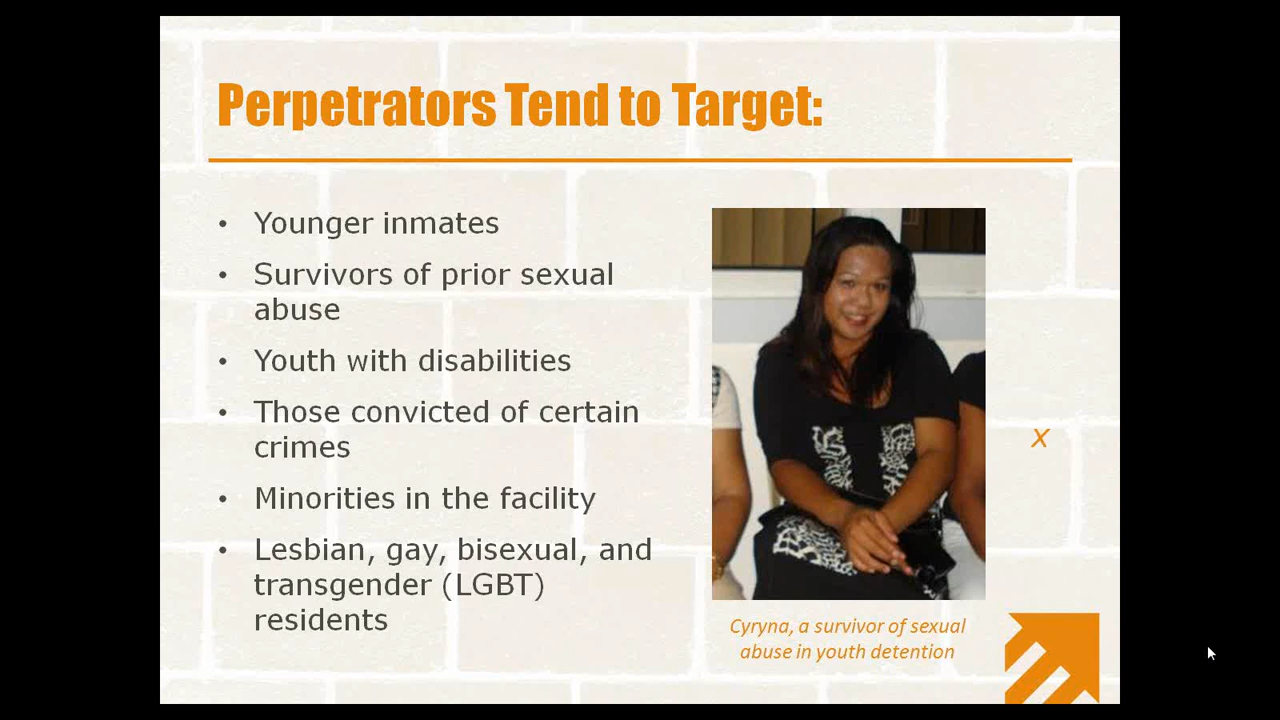 Perpetrators Tend to Target:
• Younger inmates
• Survivors of prior sexual
abuse
• Youth with disabilities
• Those convicted of certain
crimes
• Minorities in the facility
• Lesbian, gay, bisexual, and
transgender (LGBT)
residents
x
Cyryna, a survivor of sexual
abuse in youth detention